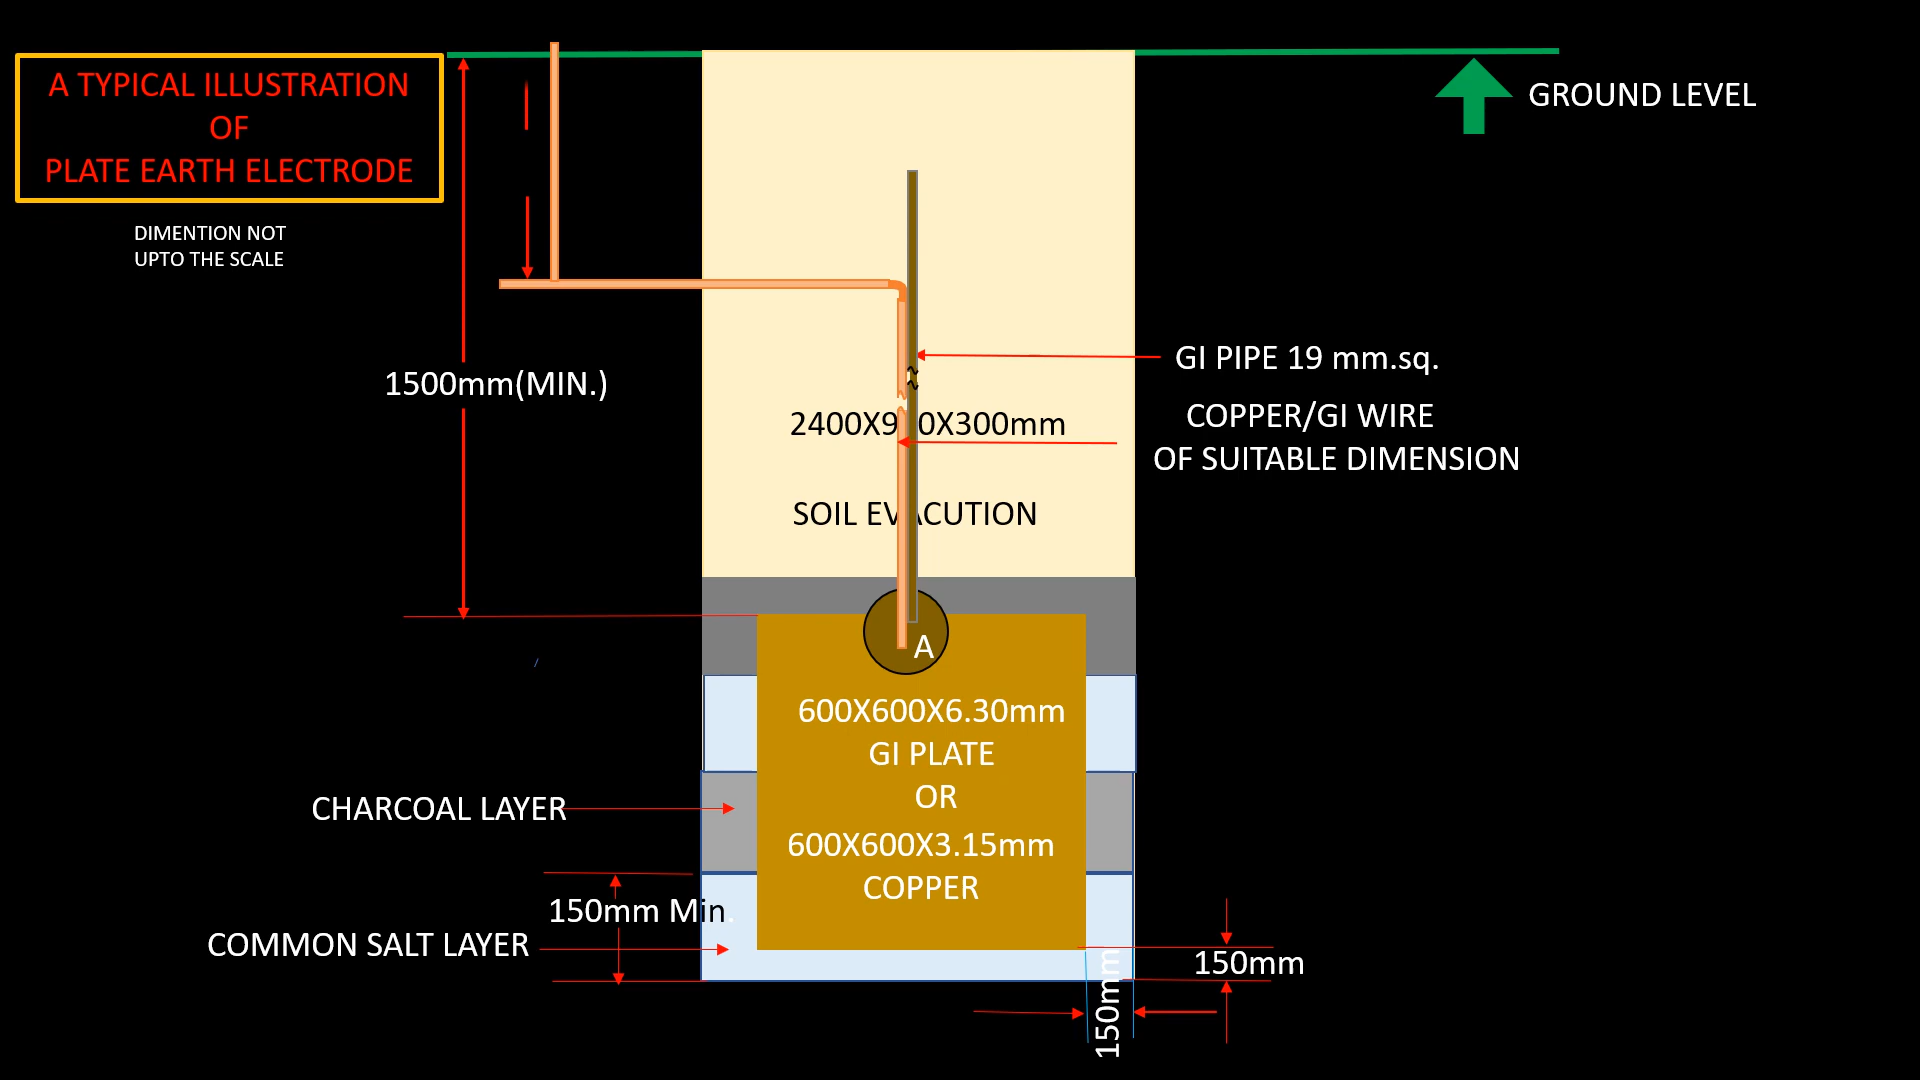 A TYPICAL ILLUSTRATION
OF
PLATE EARTH ELECTRODE
DIMENTION NOT
UPTO THE SCALE
GROUND LEVEL
1500mm(MIN.)
GI PIPE 19 mm.sq.
COPPER/GI WIRE
OF SUITABLE DIMENSION
SOIL EVACUTION
A
600X600X6.30mm
GI PLATE
OR
600X600X3.15mm
COPPER
CHARCOAL LAYER
150mm Min.
COMMON SALT LAYER
150mm
150mm